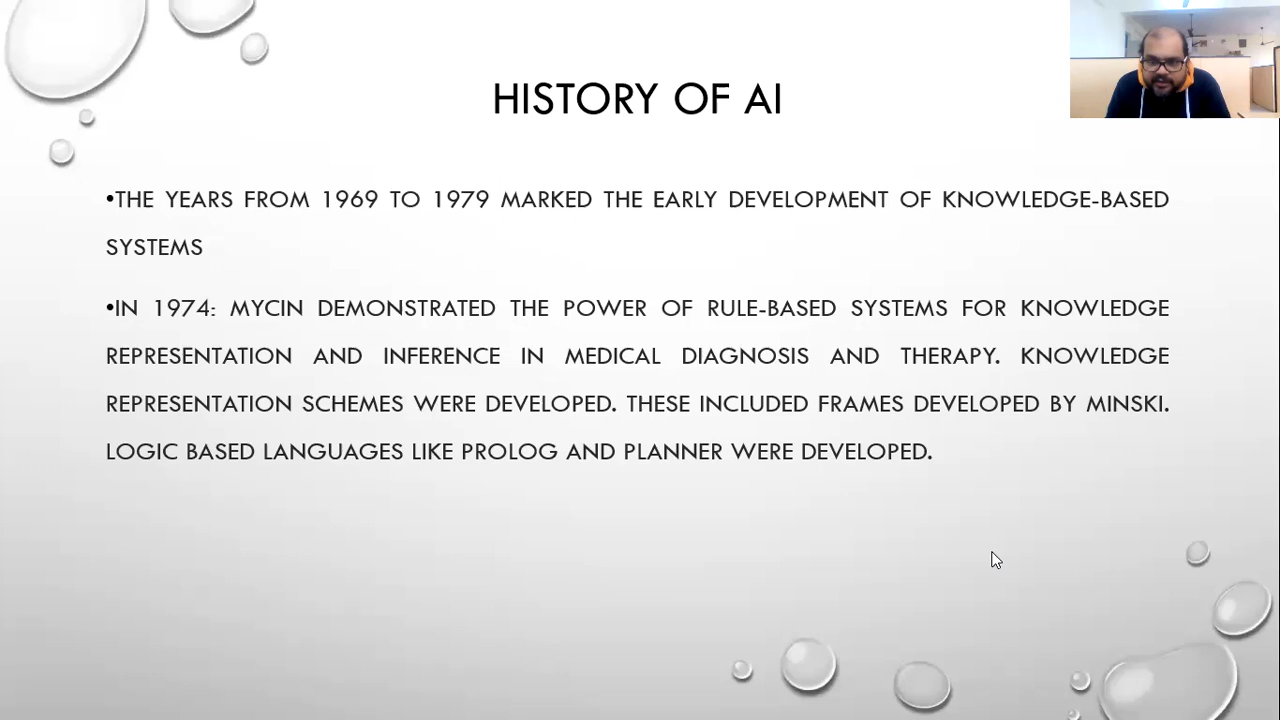 HISTORY OF AI
•THE YEARS FROM 1969 TO 1979 MARKED THE EARLY DEVELOPMENT OF KNOWLEDGE-BASED
SYSTEMS
•IN 1974: MYCIN DEMONSTRATED THE POWER OF RULE-BASED SYSTEMS FOR KNOWLEDGE
REPRESENTATION AND INFERENCE IN MEDICAL DIAGNOSIS AND THERAPY. KNOWLEDGE
REPRESENTATION SCHEMES WERE DEVELOPED. THESE INCLUDED FRAMES DEVELOPED BY MINSKI.
LOGIC BASED LANGUAGES LIKE PROLOG AND PLANNER WERE DEVELOPED.